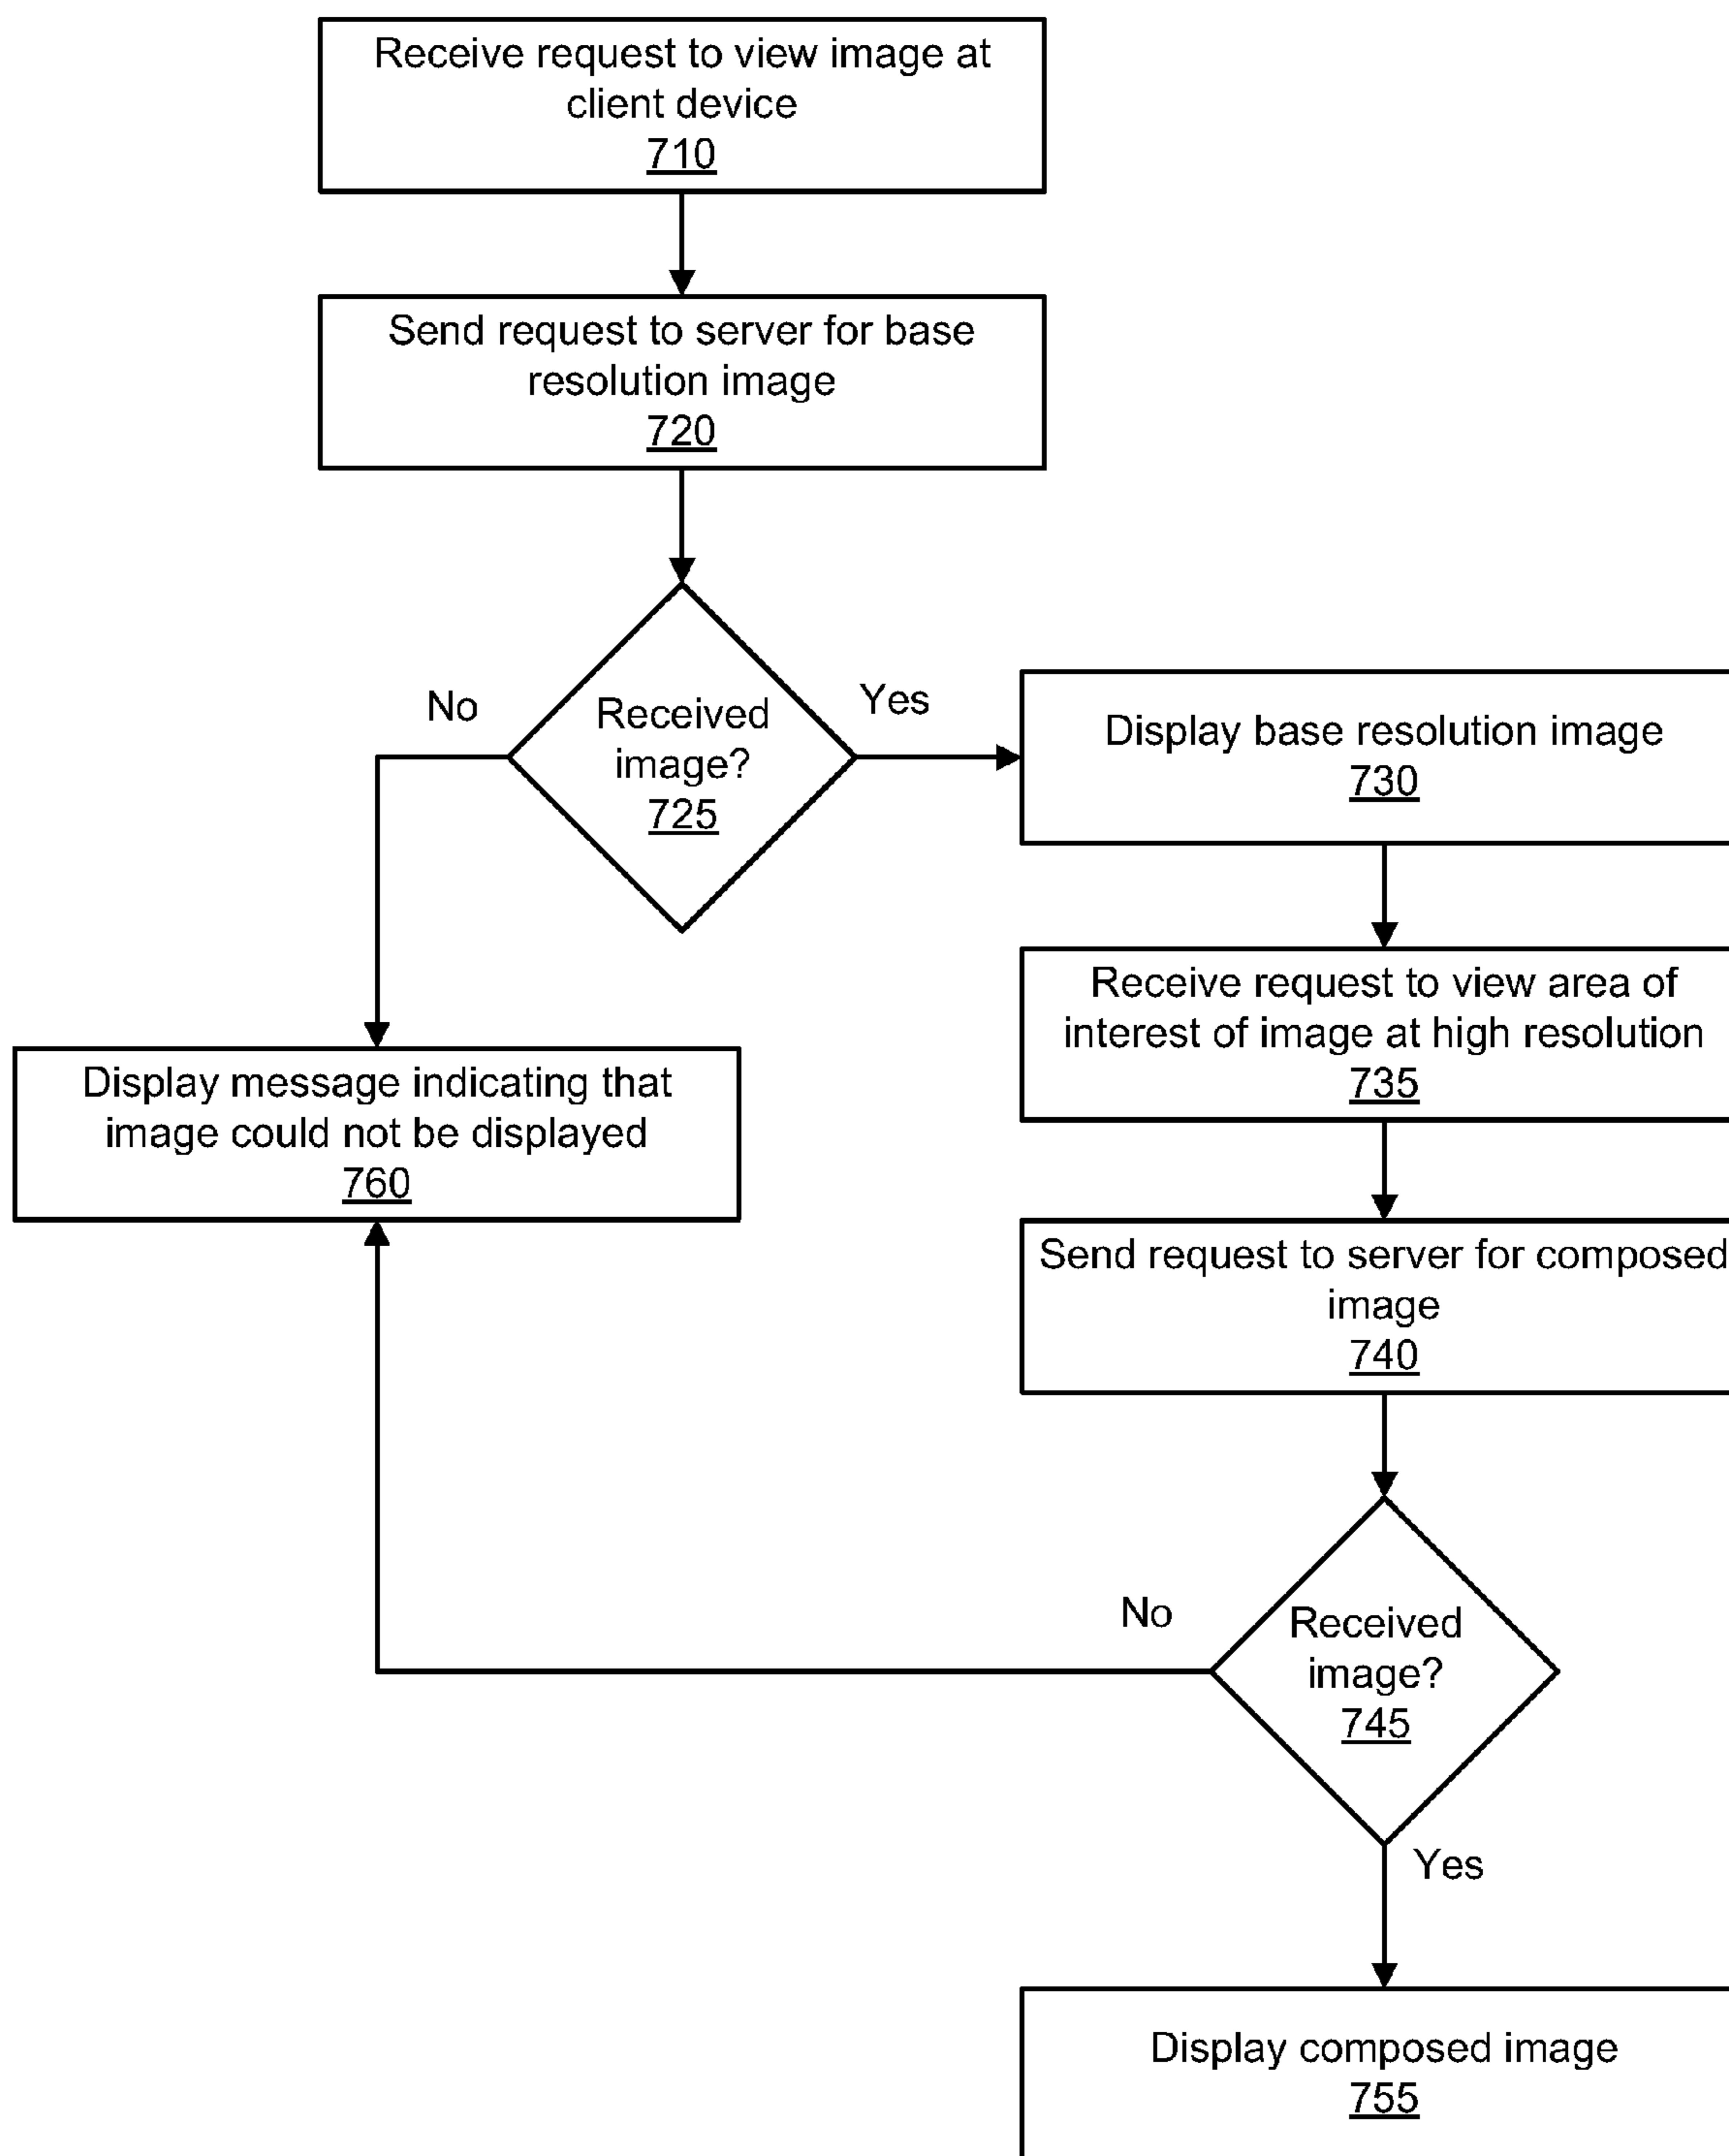 Receive request to view image at
client device
710
Send request to server for base
resolution image
720
No
Received
image?
725
Yes
Display base resolution image
730
Receive request to view area of
interest of image at high resolution
735
Display message indicating that
image could not be displayed
760
Send request to server for composed
image
740
No
Received
image?
745
Yes
Display composed image
755